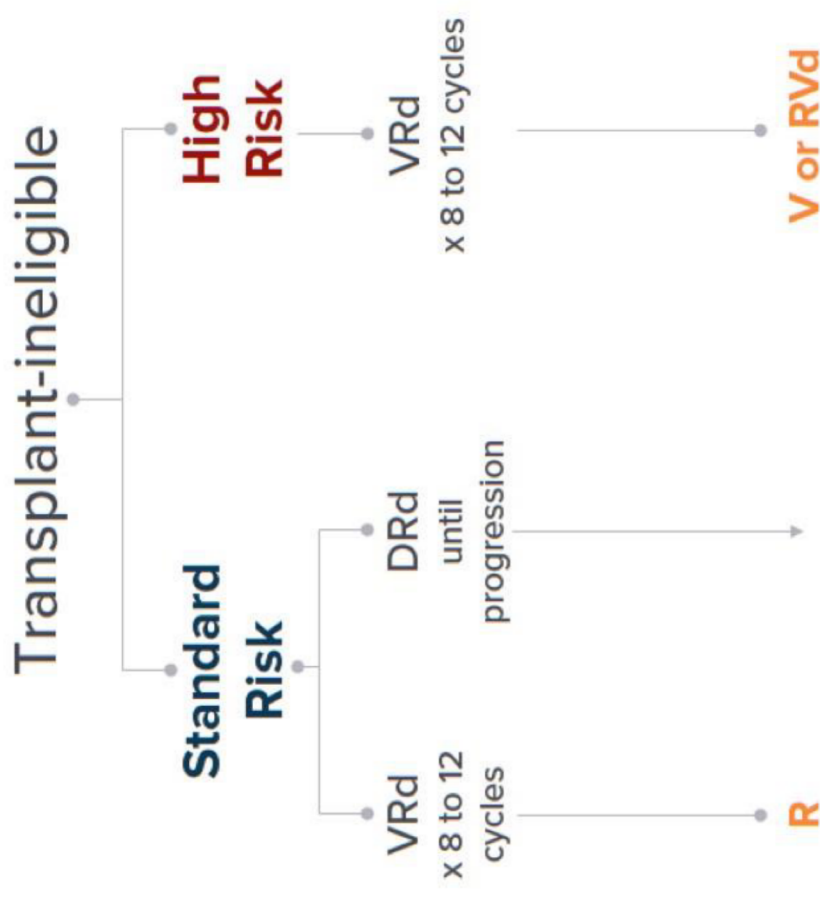 Transplant-ineligible
Standard
Risk
High
Risk
VRd
x 8 to 12
cycles
DRd
until
progression
VRd
x 8 to 12 cycles
R
V or RVd